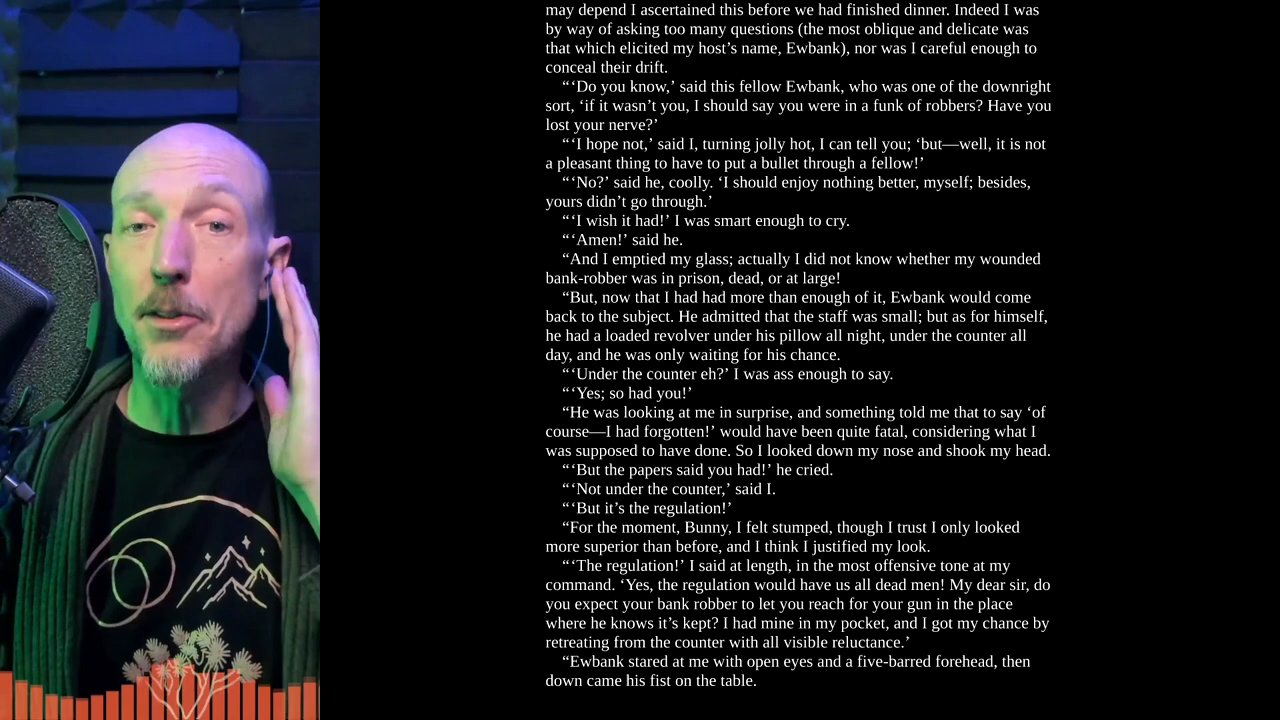 may depend I ascertained this before we had finished dinner. Indeed I was
by way of asking too many questions (the most oblique and delicate was
that which elicited my host’s name, Ewbank), nor was I careful enough to
conceal their drift.
“‘Do you know,’ said this fellow Ewbank, who was one of the downright
sort, ‘if it wasn’t you, I should say you were in a funk of robbers? Have you
lost your nerve?’
“‘I hope not,’ said I, turning jolly hot, I can tell you; ‘but—well, it is not
a pleasant thing to have to put a bullet through a fellow!’
“‘No?’ said he, coolly. ‘I should enjoy nothing better, myself; besides,
yours didn’t go through.’
“‘I wish it had!’ I was smart enough to cry.
“‘Amen!’ said he.
“And I emptied my glass; actually I did not know whether my wounded
bank-robber was in prison, dead, or at large!
“But, now that I had had more than enough of it, Ewbank would come
back to the subject. He admitted that the staff was small; but as for himself,
he had a loaded revolver under his pillow all night, under the counter all
day, and he was only waiting for his chance.
“‘Under the counter eh?’ I was ass enough to say.
“‘Yes; so had you!’
“He was looking at me in surprise, and something told me that to say ‘of
course—I had forgotten!’ would have been quite fatal, considering what I
was supposed to have done. So I looked down my nose and shook my head.
“‘But the papers said you had!’ he cried.
“‘Not under the counter,’ said I.
“‘But it’s the regulation!’
“For the moment, Bunny, I felt stumped, though I trust I only looked
more superior than before, and I think I justified my look.
“‘The regulation!’ I said at length, in the most offensive tone at my
command. ‘Yes, the regulation would have us all dead men! My dear sir, do
you expect your bank robber to let you reach for your gun in the place
where he knows it’s kept? I had mine in my pocket, and I got my chance by
retreating from the counter with all visible reluctance.’
“Ewbank stared at me with open eyes and a five-barred forehead, then
down came his fist on the table.